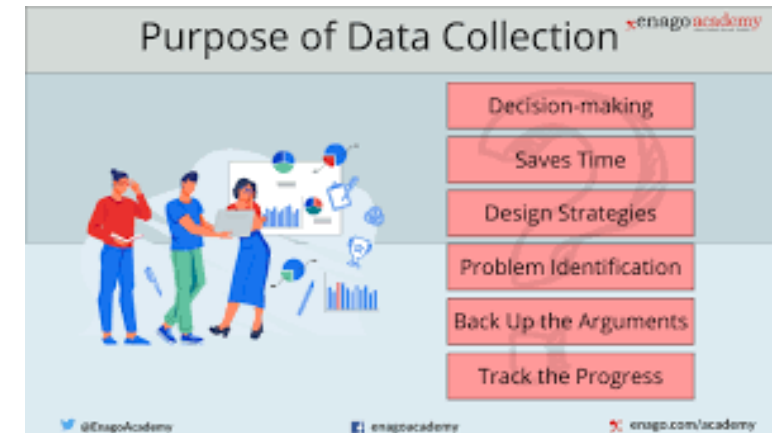 Purpose of Data Collection
enago academy
Decision-making
Saves Time
Design Strategies
Problem Identification
Back Up the Arguments
Track the Progress
@EnagoAcademy
enagoacademy
enago.com/academy